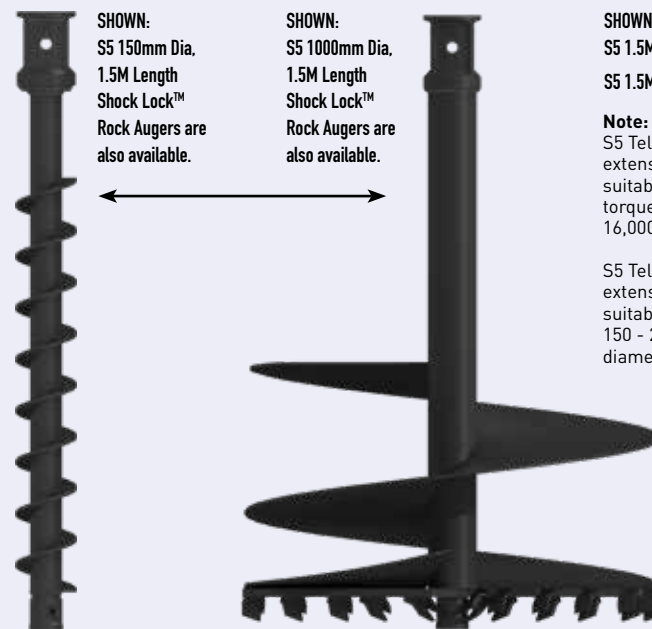 SHOWN:
S5 150mm Dia,
1.5M Length
Shock Lock™
Rock Augers are
also available.
SHOWN:
S5 1000mm Dia,
1.5M Length
Shock Lock™
Rock Augers are
also available.
SHOWN
S5 1.5M
S5 1.5M
Note:
S5 Tel
extens
suitab
torque
16,000
S5 Tel
extens
suitab
150 - 2
diame